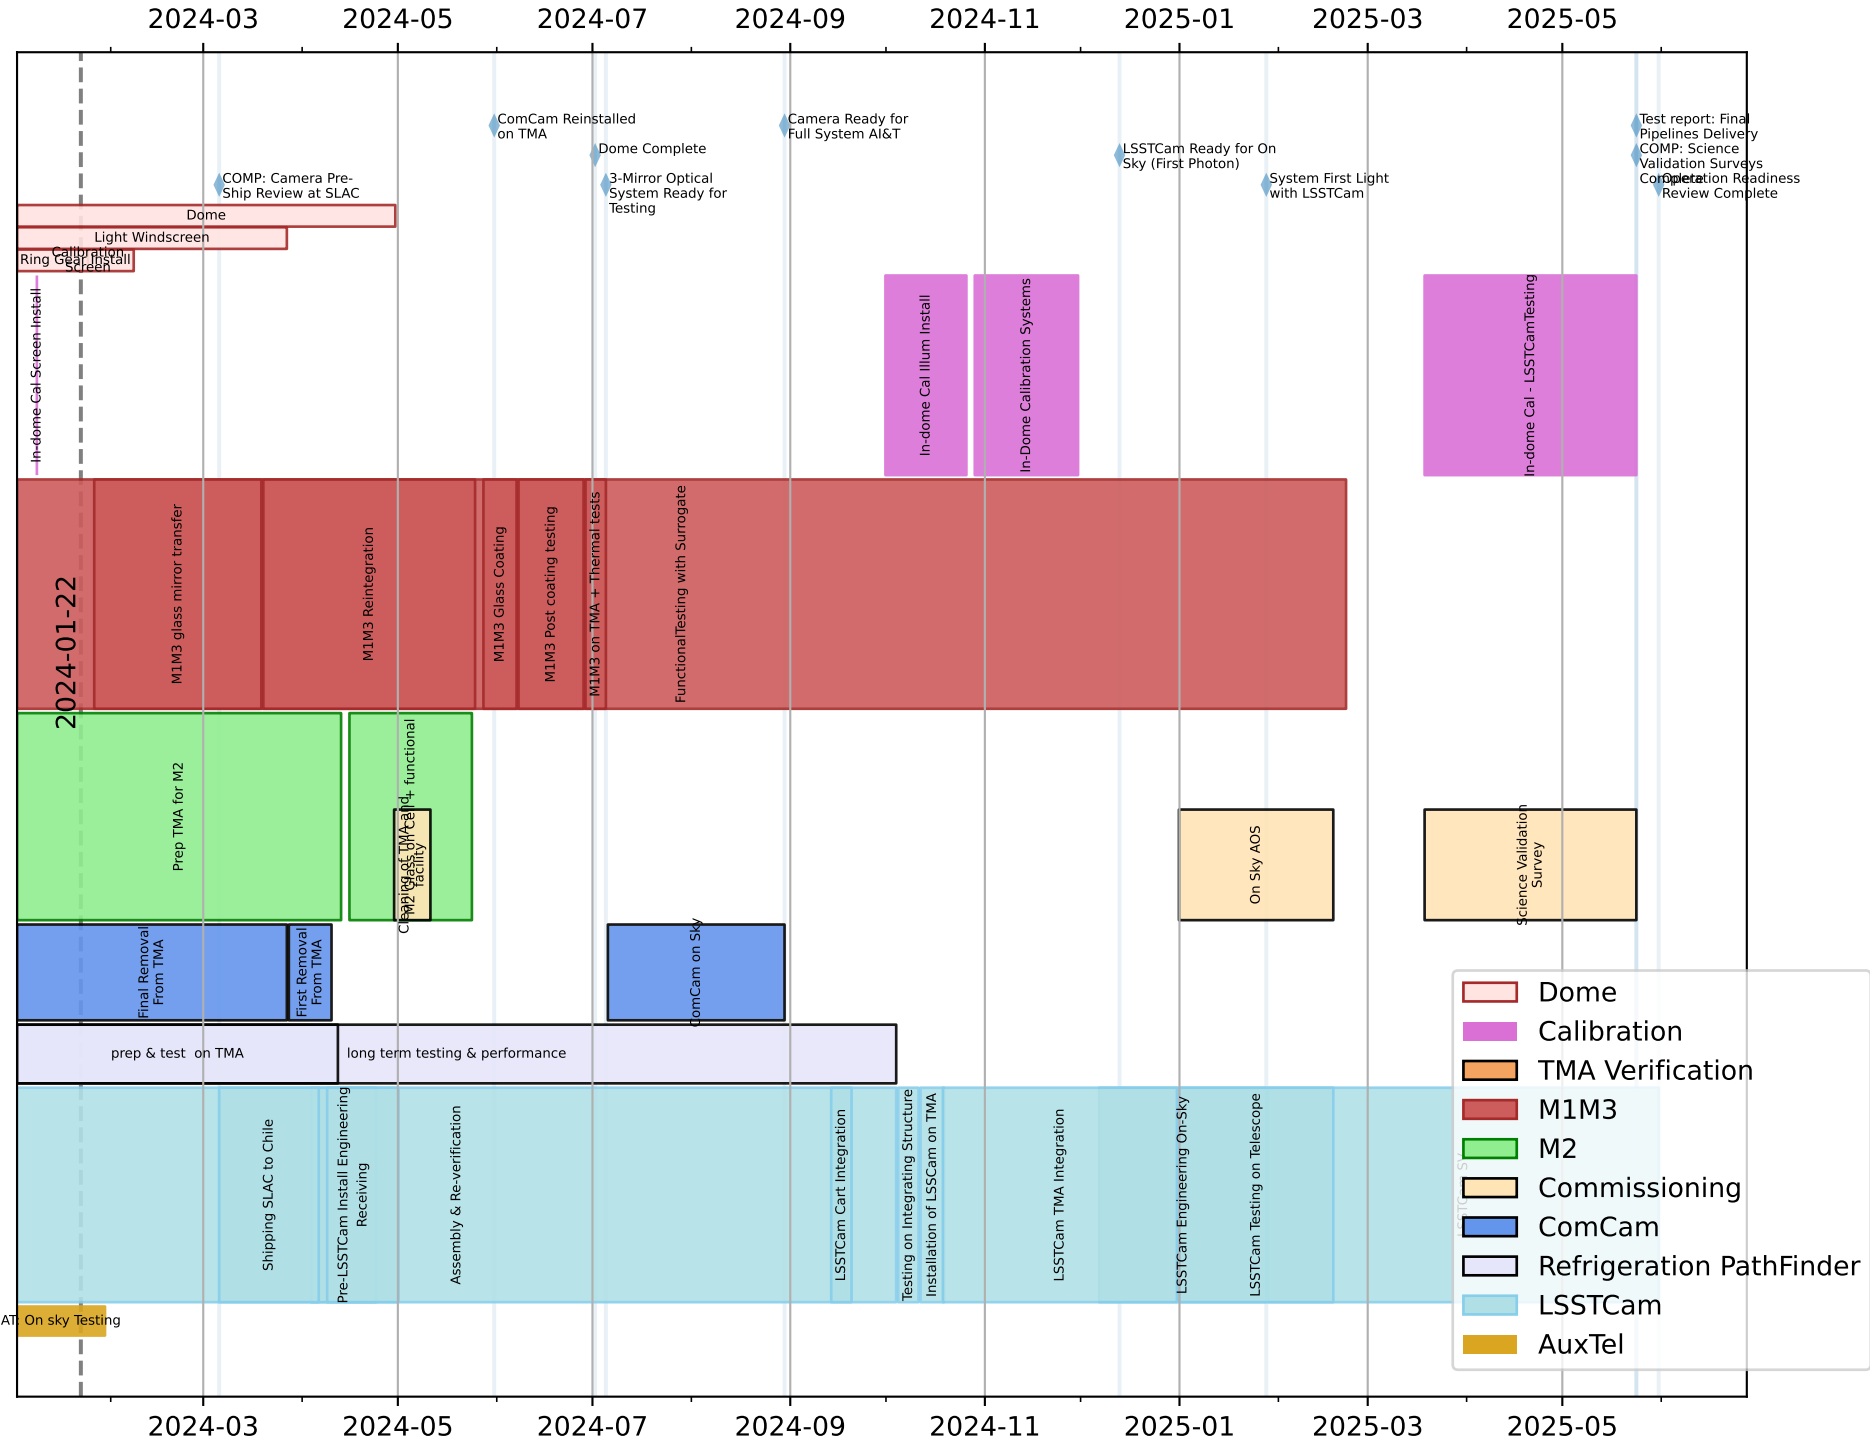 2024-03
2024-05
2024-07
2024-09
2024-11
2025-01
2025-03
2025-05
ComCam Reinstalled
on TMA
Camera Ready for
Full System AI&T
Test report: Final
Pipelines Delivery
Dome Complete
LSSTCam Ready for On
Sky (First Photon)
COMP: Science
Validation Surveys
Complete
COMP: Camera Pre-
Ship Review at SLAC
3-Mirror Optical
System Ready for
Testing
System First Light
with LSSTCam
Operation Readiness
Review Complete
Dome
Light Windscreen
Calibration
Screen
Ring Gear Install
In-dome Cal Screen Install
In-dome Cal Illum Install
In-Dome Calibration Systems
In-dome Cal - LSSTCamTesting
2024-01-22
M1M3 glass mirror transfer
M1M3 Reintegration
M1M3 Glass Coating
M1M3 Post coating testing
M1M3 on TMA + Thermal tests
FunctionalTesting with Surrogate
Prep TMA for M2
M2 Glass on Cell + functional
Cleaning of TMA and
facility
On Sky AOS
Science Validation
Survey
Final Removal
From TMA
First Removal
From TMA
ComCam on Sky
prep & test  on TMA
long term testing & performance
Shipping SLAC to Chile
Pre-LSSTCam Install Engineering
Receiving
Assembly & Re-verification
LSSTCam Cart Integration
Testing on Integrating Structure
Installation of LSSCam on TMA
LSSTCam TMA Integration
LSSTCam Engineering On-Sky
LSSTCam Testing on Telescope
AT: On sky Testing
Dome
Calibration
TMA Verification
M1M3
M2
Commissioning
ComCam
Refrigeration PathFinder
LSSTCam
AuxTel
2024-03
2024-05
2024-07
2024-09
2024-11
2025-01
2025-03
2025-05